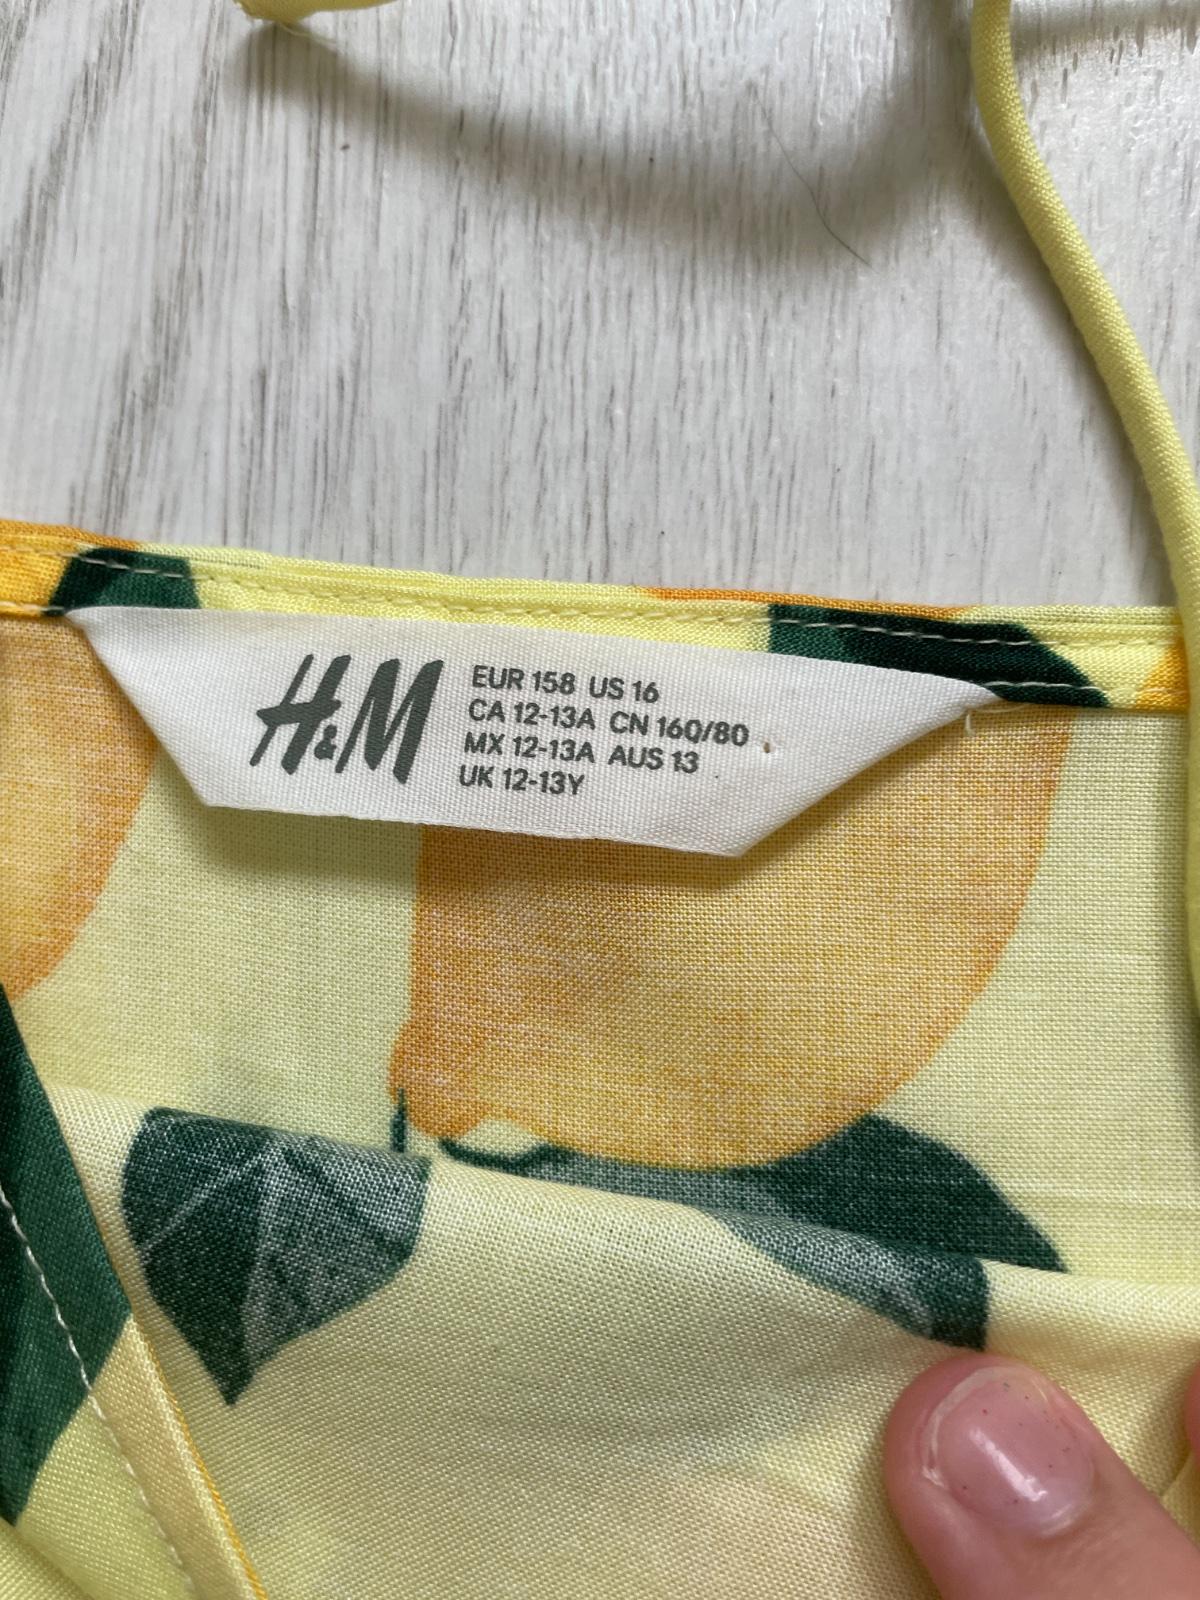 H&M
EUR 158 US 16
CA 12-13A CN 160/80
MX 12-13A AUS 13
UK 12-13Y